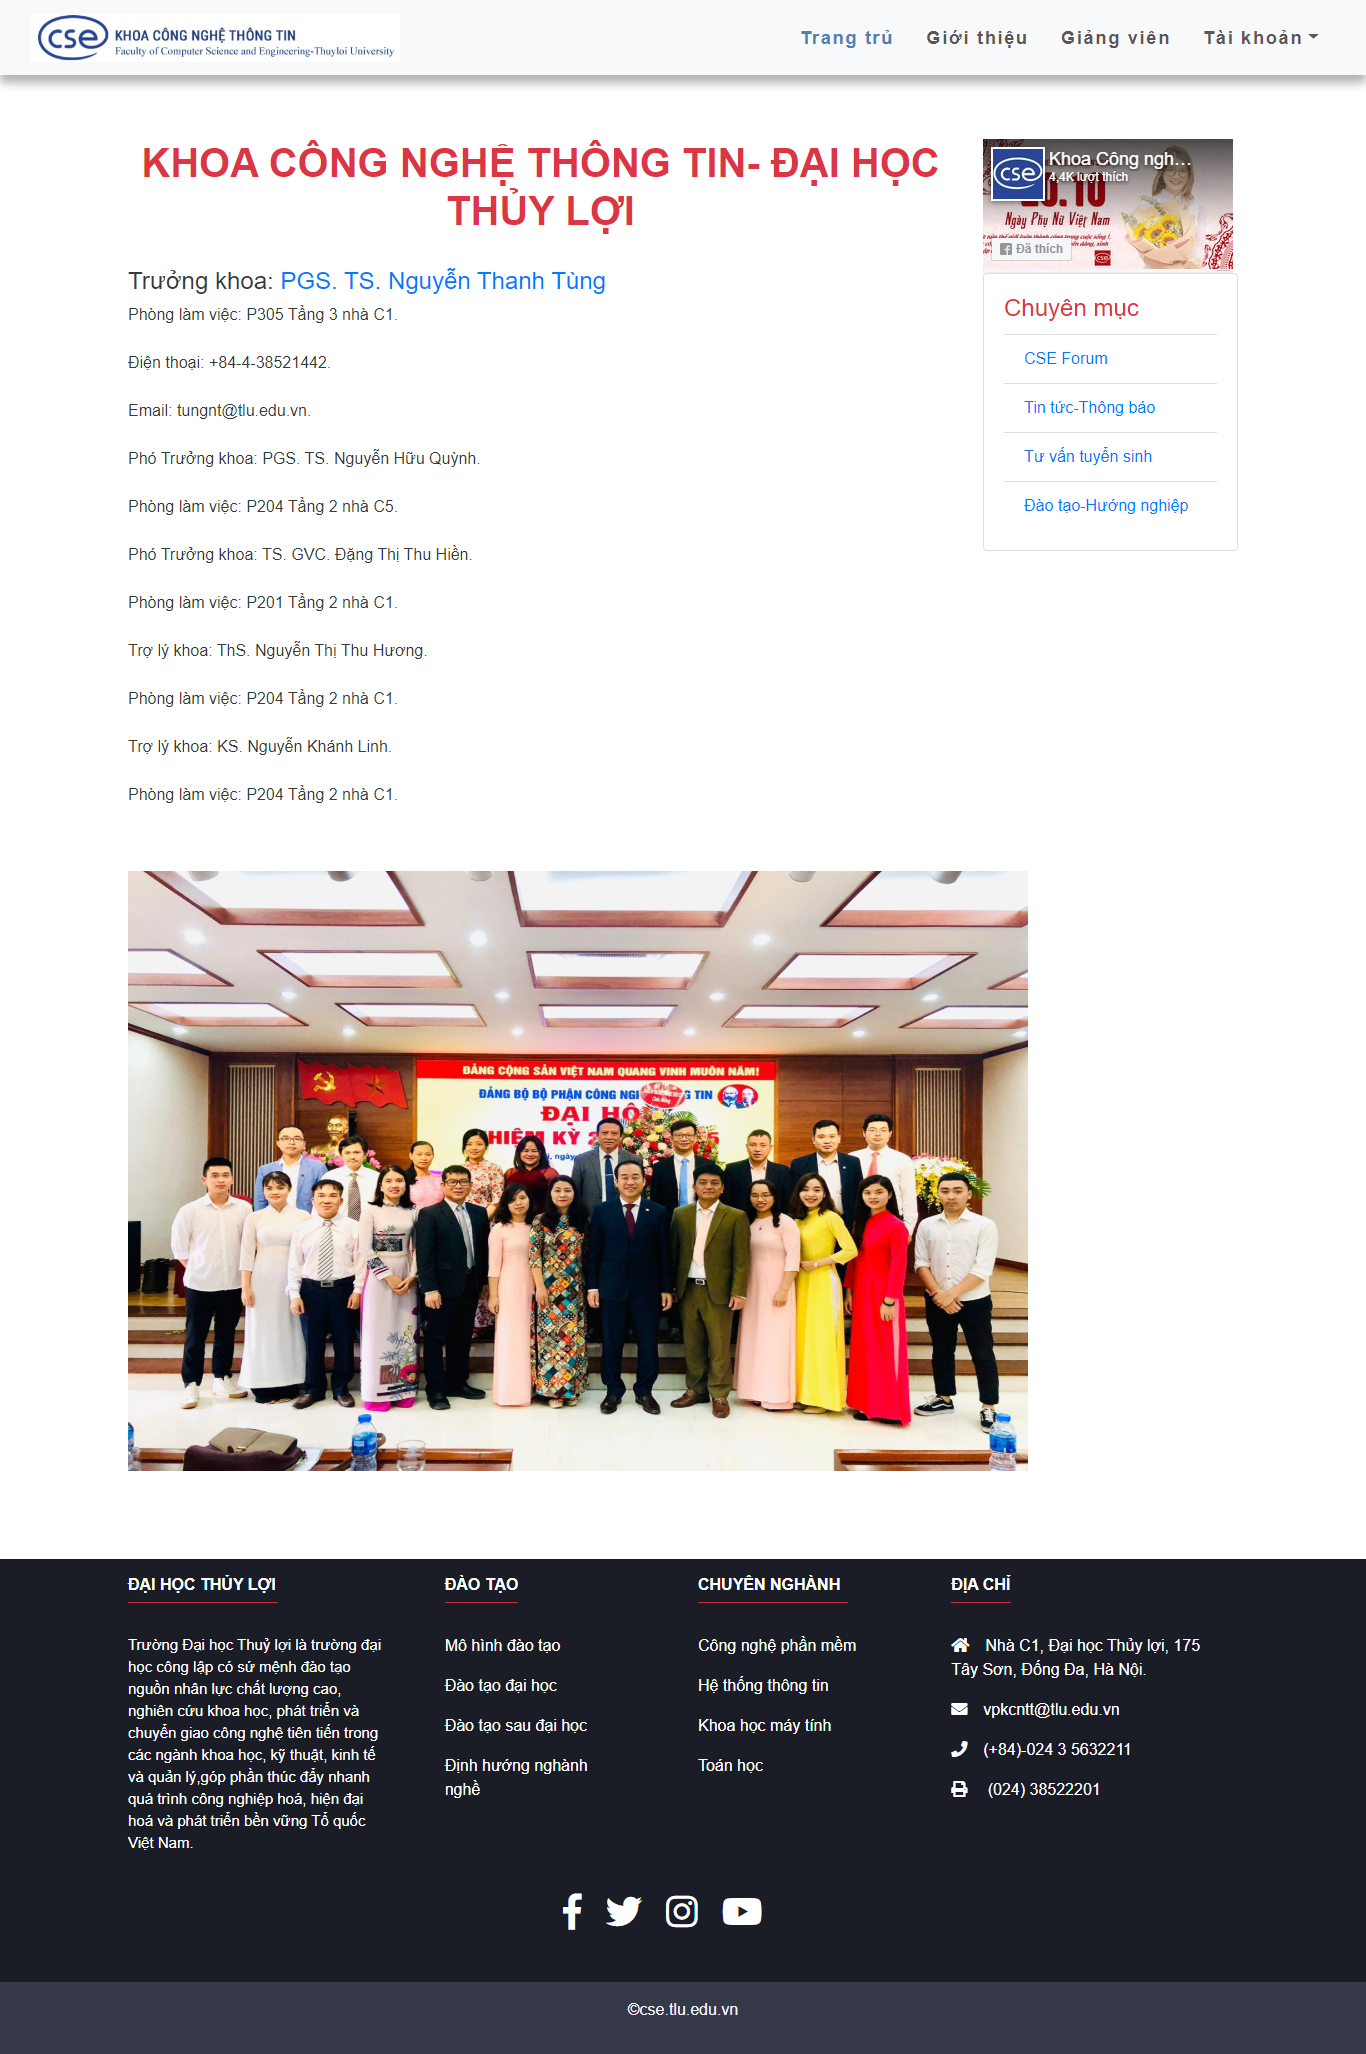 cse KHOA CÔNG NGHỆ THÔNG TIN
Faculty of Computer Science and Engineering-Thuyloi University
Trang trủ
Giới thiệu
Giảng viên
Tài khoản
KHOA CÔNG NGHỆ THÔNG TIN- ĐẠI HỌC
THỦY LỢI
Trưởng khoa: PGS. TS. Nguyễn Thanh Tùng
Phòng làm việc: P305 Tầng 3 nhà C1.
Điện thoại: +84-4-38521442.
Email: tungnt@tlu.edu.vn.
Phó Trưởng khoa: PGS. TS. Nguyễn Hữu Quỳnh.
Phòng làm việc: P204 Tầng 2 nhà C5.
Phó Trưởng khoa: TS. GVC. Đặng Thị Thu Hiền.
Phòng làm việc: P201 Tầng 2 nhà C1.
Trợ lý khoa: ThS. Nguyễn Thị Thu Hương.
Phòng làm việc: P204 Tầng 2 nhà C1.
Trợ lý khoa: KS. Nguyễn Khánh Linh.
Phòng làm việc: P204 Tầng 2 nhà C1.
cse
Khoa Công ngh...
4,4K lượt thích
Ngày Phụ Nữ Việt Nam
Đã thích
Chuyên mục
CSE Forum
Tin tức-Thông báo
Tư vấn tuyển sinh
Đào tạo-Hướng nghiệp
ĐẢNG CỘNG SẢN VIỆT NAM QUANG VINH MUÔN NĂM!
ĐẢNG BỘ BỘ PHẬN CÔNG NGH G TIN
ĐẠI HỘ
HIỆM KỲ 2 5
ĐẠI HỌC THỦY LỢI
Trường Đại học Thuỷ lợi là trường đại
học công lập có sứ mệnh đào tạo
nguồn nhân lực chất lượng cao,
nghiên cứu khoa học, phát triển và
chuyển giao công nghệ tiên tiến trong
các ngành khoa học, kỹ thuật, kinh tế
và quản lý,góp phần thúc đẩy nhanh
quá trình công nghiệp hoá, hiện đại
hoá và phát triển bền vững Tổ quốc
Việt Nam.
ĐÀO TẠO
Mô hình đào tạo
Đào tạo đại học
Đào tạo sau đại học
Định hướng nghành
nghề
CHUYÊN NGHÀNH
Công nghệ phần mềm
Hệ thống thông tin
Khoa học máy tính
Toán học
ĐỊA CHỈ
Nhà C1, Đại học Thủy lợi, 175
Tây Sơn, Đống Đa, Hà Nội.
vpkcntt@tlu.edu.vn
(+84)-024 3 5632211
(024) 38522201
©cse.tlu.edu.vn